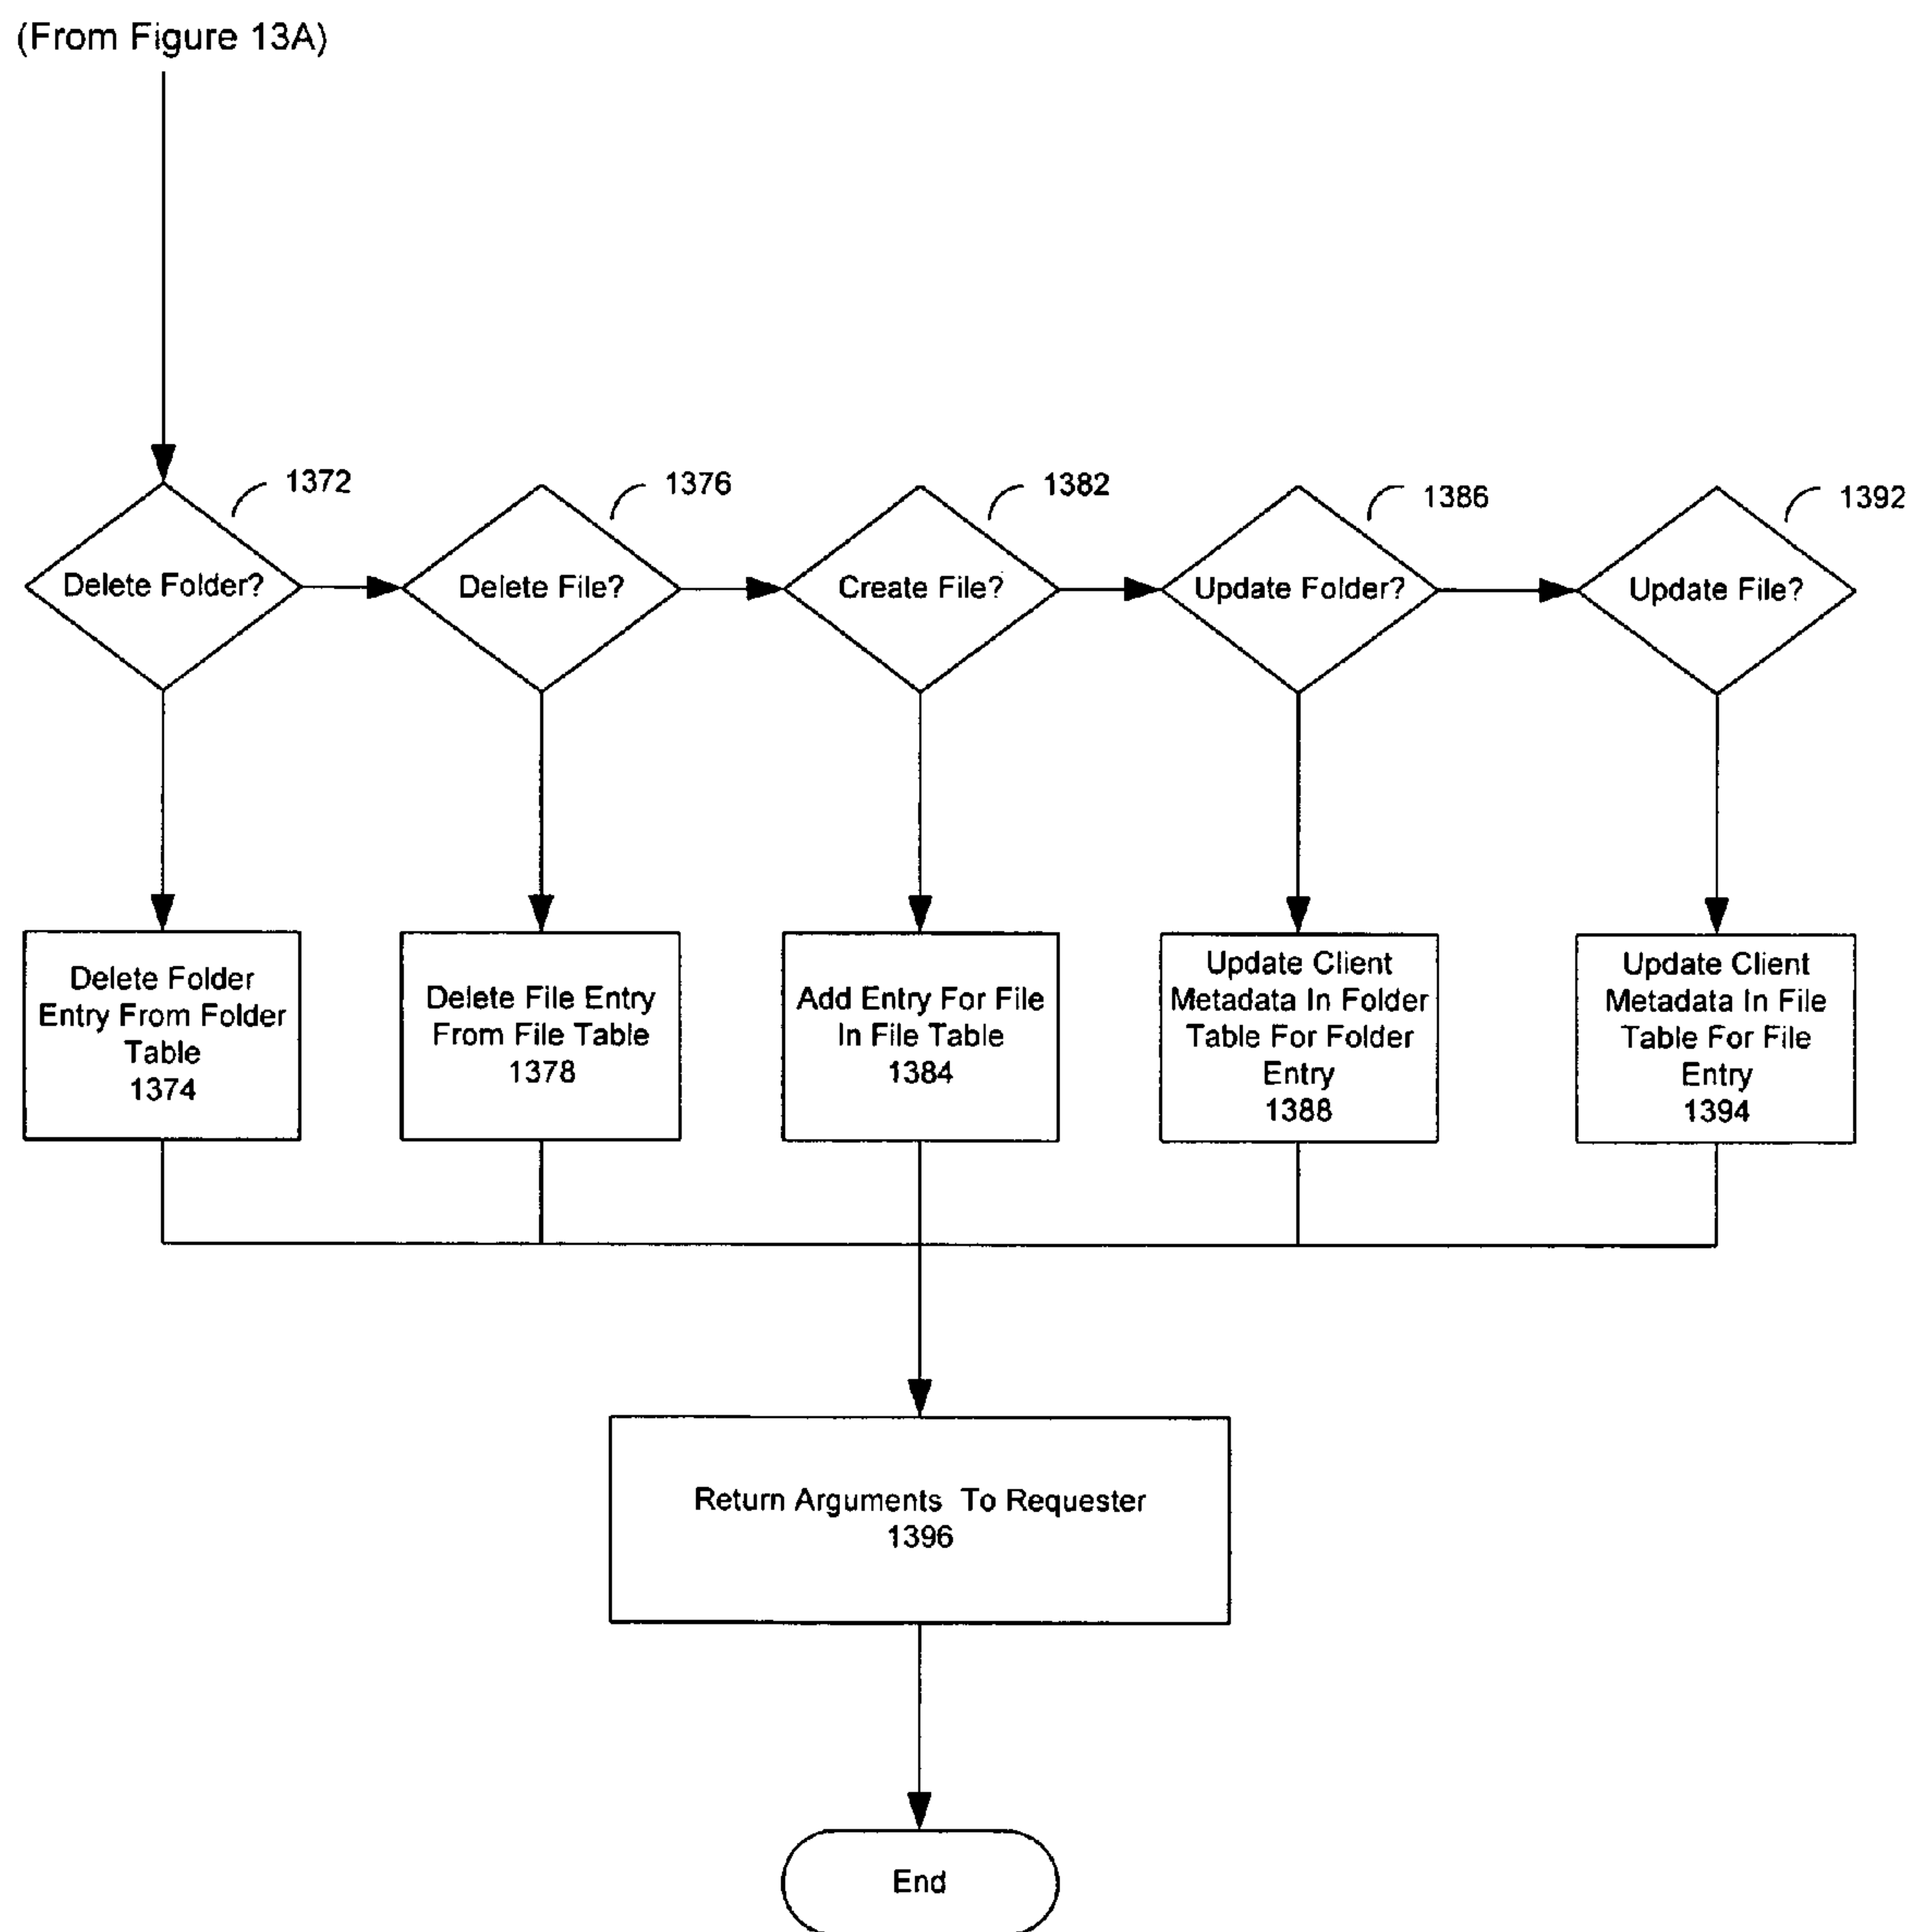 (From Figure 13A)
1372
1376
1382
1386
1392
Delete Folder?
Delete File?
Create File?
Update Folder?
Update File?
Delete Folder
Entry From Folder
Table
1374
Delete File Entry
From File Table
1378
Add Entry For File
In File Table
1384
Update Client
Metadata In Folder
Table For Folder
Entry
1388
Update Client
Metadata In File
Table For File
Entry
1394
Return Arguments To Requester
1396
End